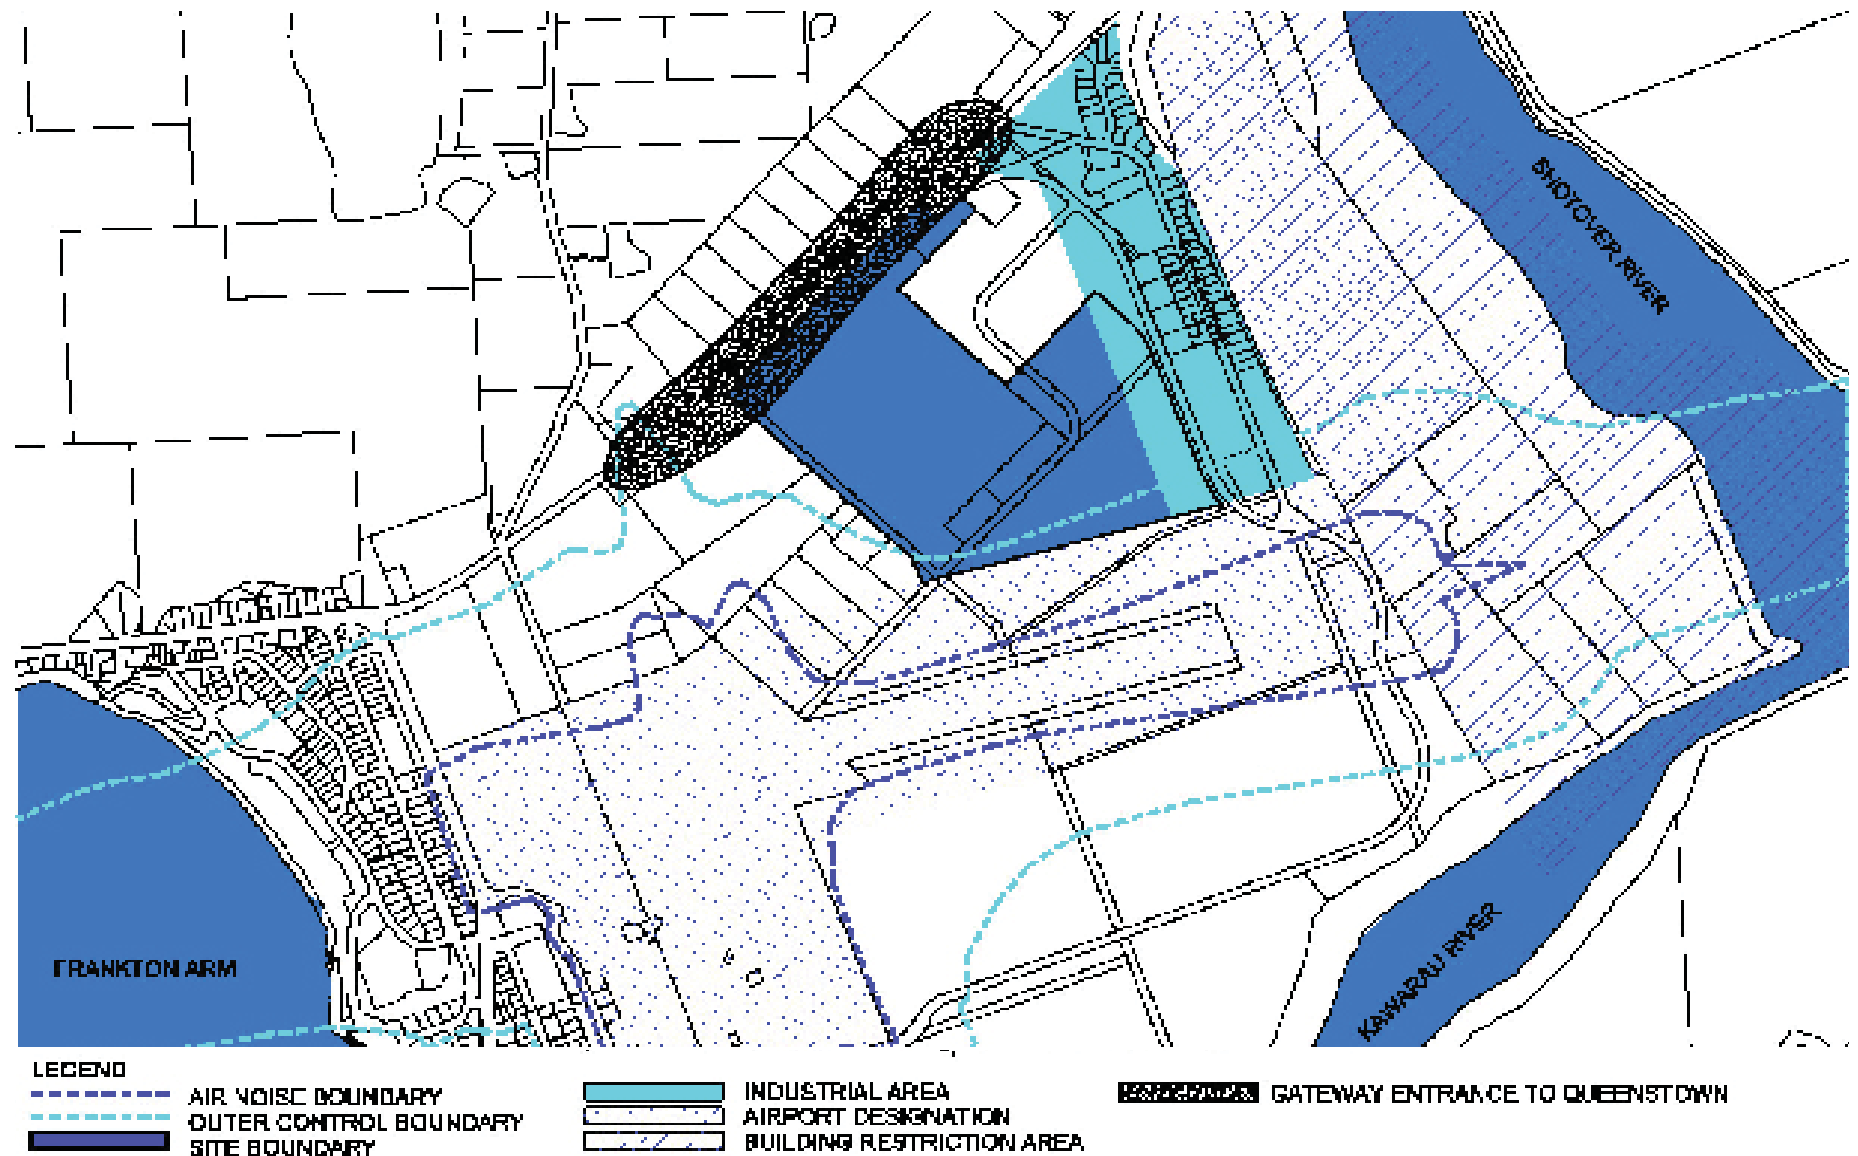 SHOTOVER RIVER
FRANKTON ARM
KAWARAU RIVER
LEGEND
AIR NOISE BOUNDARY
OUTER CONTROL BOUNDARY
SITE BOUNDARY
INDUSTRIAL AREA
AIRPORT DESIGNATION
BUILDING RESTRICTION AREA
GATEWAY ENTRANCE TO QUEENSTOWN